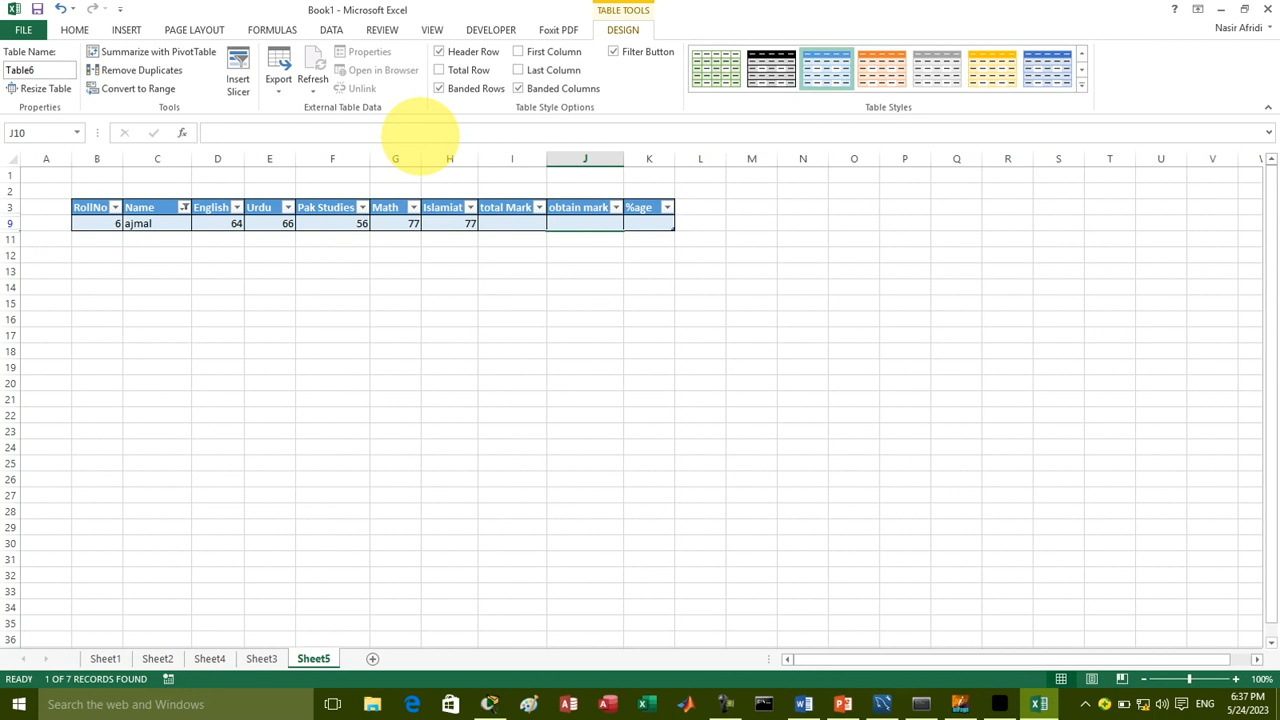 Book1 - Microsoft Excel
TABLE TOOLS
?
FILE
HOME
INSERT
PAGE LAYOUT
FORMULAS
DATA
REVIEW
VIEW
DEVELOPER
Foxit PDF
DESIGN
Nasir Afridi
Table Name:
Table6
Resize Table
Properties
Summarize with PivotTable
Remove Duplicates
Convert to Range
Tools
Insert
Slicer
Export
Refresh
Properties
Open in Browser
Unlink
External Table Data
Header Row
Total Row
Banded Rows
First Column
Last Column
Banded Columns
Filter Button
Table Style Options
Table Styles
J10
fx
A B C D E F G H I J K L M N O P Q R S T U V W
1
2
3 RollNo Name English Urdu Pak Studies Math Islamiat total Mark obtain mark %age
9 6 ajmal 64 66 56 77 77
11
12
13
14
15
16
17
18
19
20
21
22
23
24
25
26
27
28
29
30
31
32
33
34
35
36
Sheet1 Sheet2 Sheet4 Sheet3 Sheet5
READY 1 OF 7 RECORDS FOUND
100%
Search the web and Windows
6:37 PM
5/24/2023